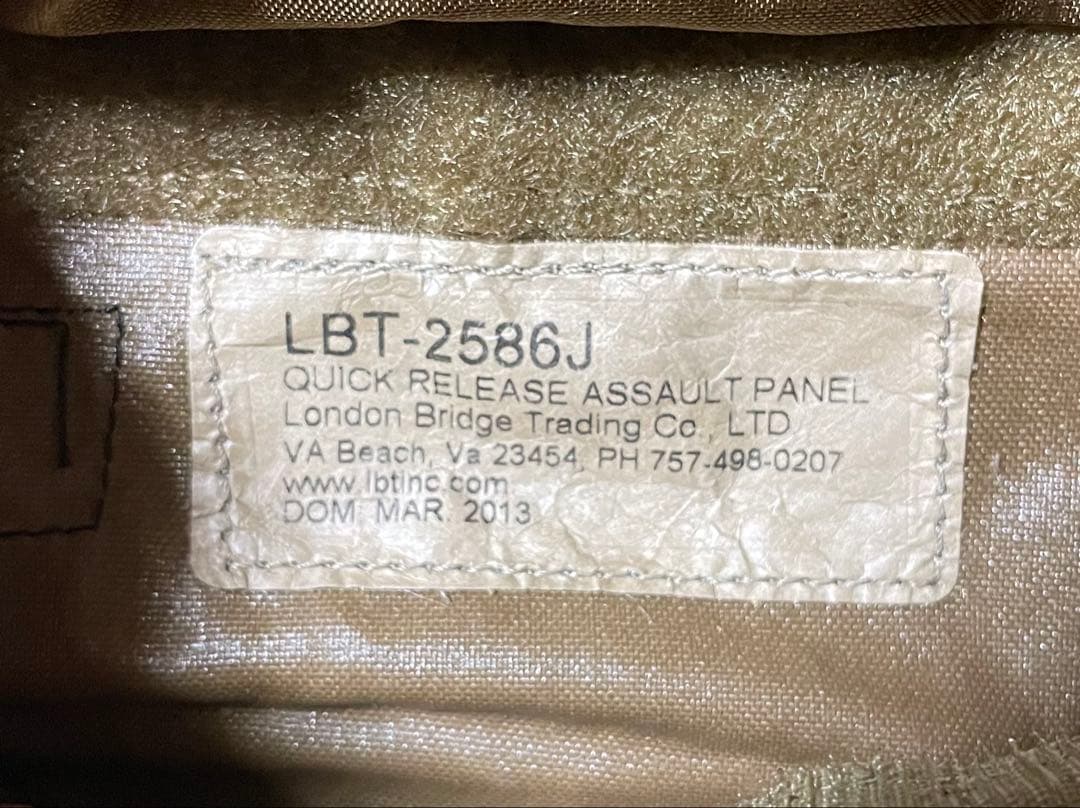 LBT-2586J
QUICK RELEASE ASSAULT PANEL
London Bridge Trading Co., LTD
VA Beach, Va 23454, PH 757-498-0207
www.lbtinc.com
DOM: MAR. 2013